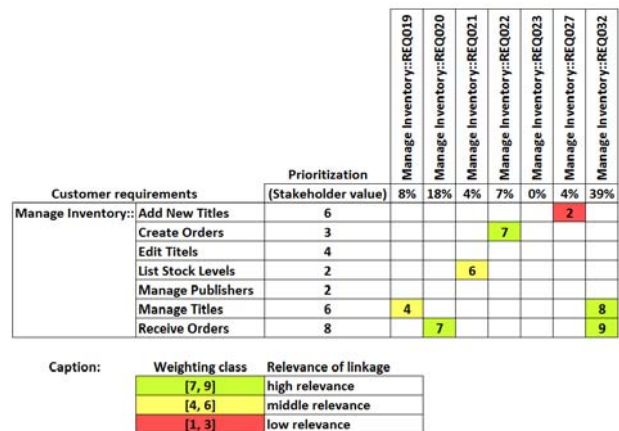 Manage Inventory::REQ019
Manage Inventory::REQ020
Manage Inventory::REQ021
Manage Inventory::REQ022
Manage Inventory::REQ023
Manage Inventory::REQ027
Manage Inventory::REQ032
Prioritization
Customer requirements (Stakeholder value) 8% 18% 4% 7% 0% 4% 39%
Manage Inventory:: Add New Titles 6 2
Create Orders 3 7
Edit Titels 4
List Stock Levels 2 6
Manage Publishers 2
Manage Titles 6 4 8
Receive Orders 8 7 9
Caption: Weighting class Relevance of linkage
[7, 9] high relevance
[4, 6] middle relevance
[1, 3] low relevance